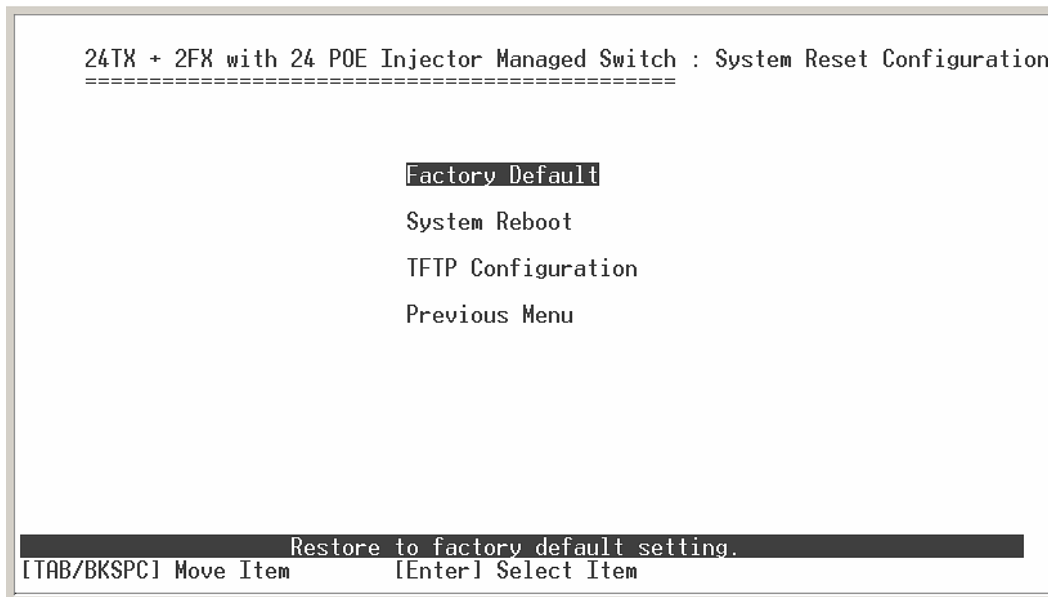 24TX + 2FX with 24 POE Injector Managed Switch : System Reset Configuration
==============================================
Factory Default
System Reboot
TFTP Configuration
Previous Menu
Restore to factory default setting.
[TAB/BKSPC] Move Item [Enter] Select Item